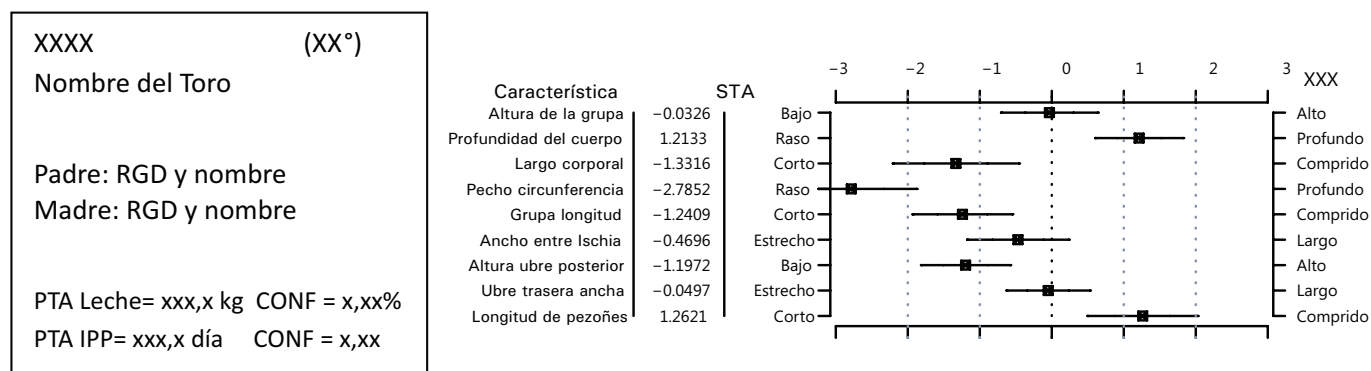 XXXX (XX°)
Nombre del Toro
Padre: RGD y nombre
Madre: RGD y nombre
PTA Leche= xxx,x kg CONF = x,xx%
PTA IPP= xxx,x día CONF = x,xx
−3 −2 −1 0 1 2 3 XXX
Característica STA
Altura de la grupa −0.0326 Bajo Alto
Profundidad del cuerpo 1.2133 Raso Profundo
Largo corporal −1.3316 Corto Comprido
Pecho circunferencia −2.7852 Raso Profundo
Grupa longitud −1.2409 Corto Comprido
Ancho entre Ischia −0.4696 Estrecho Largo
Altura ubre posterior −1.1972 Bajo Alto
Ubre trasera ancha −0.0497 Estrecho Largo
Longitud de pezoñes 1.2621 Corto Comprido